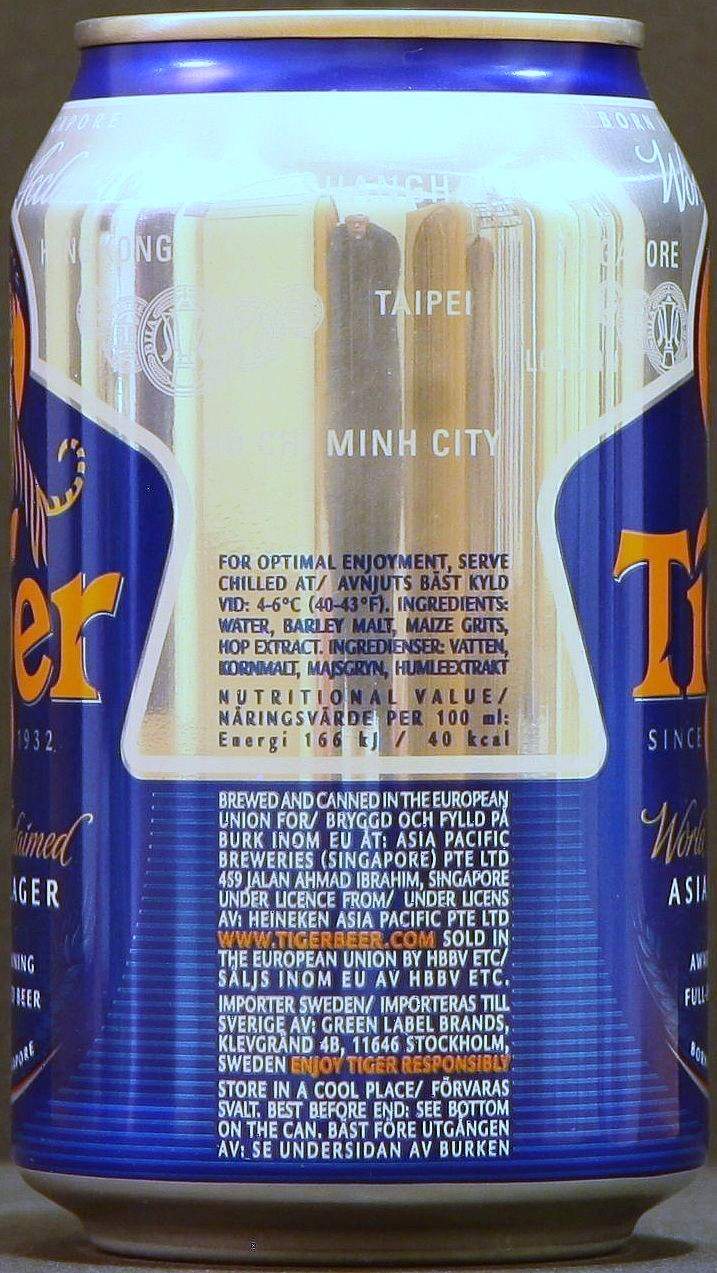 BORN
HONG KONG
TAIPEI
MINH CITY
FOR OPTIMAL ENJOYMENT, SERVE
CHILLED AT/ AVNJUTS BÄST KYLD
VID: 4-6°C (40-43°F). INGREDIENTS:
WATER, BARLEY MALT, MAIZE GRITS,
HOP EXTRACT. INGREDIENSER: VATTEN,
KORNMALT, MAJSGRYN, HUMLEEXTRAKT
NUTRITIONAL VALUE/
NÄRINGSVÄRDE PER 100 ml:
Energi 166 kJ / 40 kcal
er
Ti
1932
SINCE
aimed
AGER
ASIA
NING
BEER
BREWED AND CANNED IN THE EUROPEAN
UNION FOR/ BRYGGD OCH FYLLD PÅ
BURK INOM EU ÅT: ASIA PACIFIC
BREWERIES (SINGAPORE) PTE LTD
459 JALAN AHMAD IBRAHIM, SINGAPORE
UNDER LICENCE FROM/ UNDER LICENS
AV: HEINEKEN ASIA PACIFIC PTE LTD
WWW.TIGERBEER.COM SOLD IN
THE EUROPEAN UNION BY HBBV ETC/
SÄLJS INOM EU AV HBBV ETC.
IMPORTER SWEDEN/ IMPORTERAS TILL
SVERIGE AV: GREEN LABEL BRANDS,
KLEVGRÄND 4B, 11646 STOCKHOLM,
SWEDEN ENJOY TIGER RESPONSIBLY
STORE IN A COOL PLACE/ FÖRVARAS
SVALT. BEST BEFORE END: SEE BOTTOM
ON THE CAN. BÄST FÖRE UTGÅNGEN
AV: SE UNDERSIDAN AV BURKEN